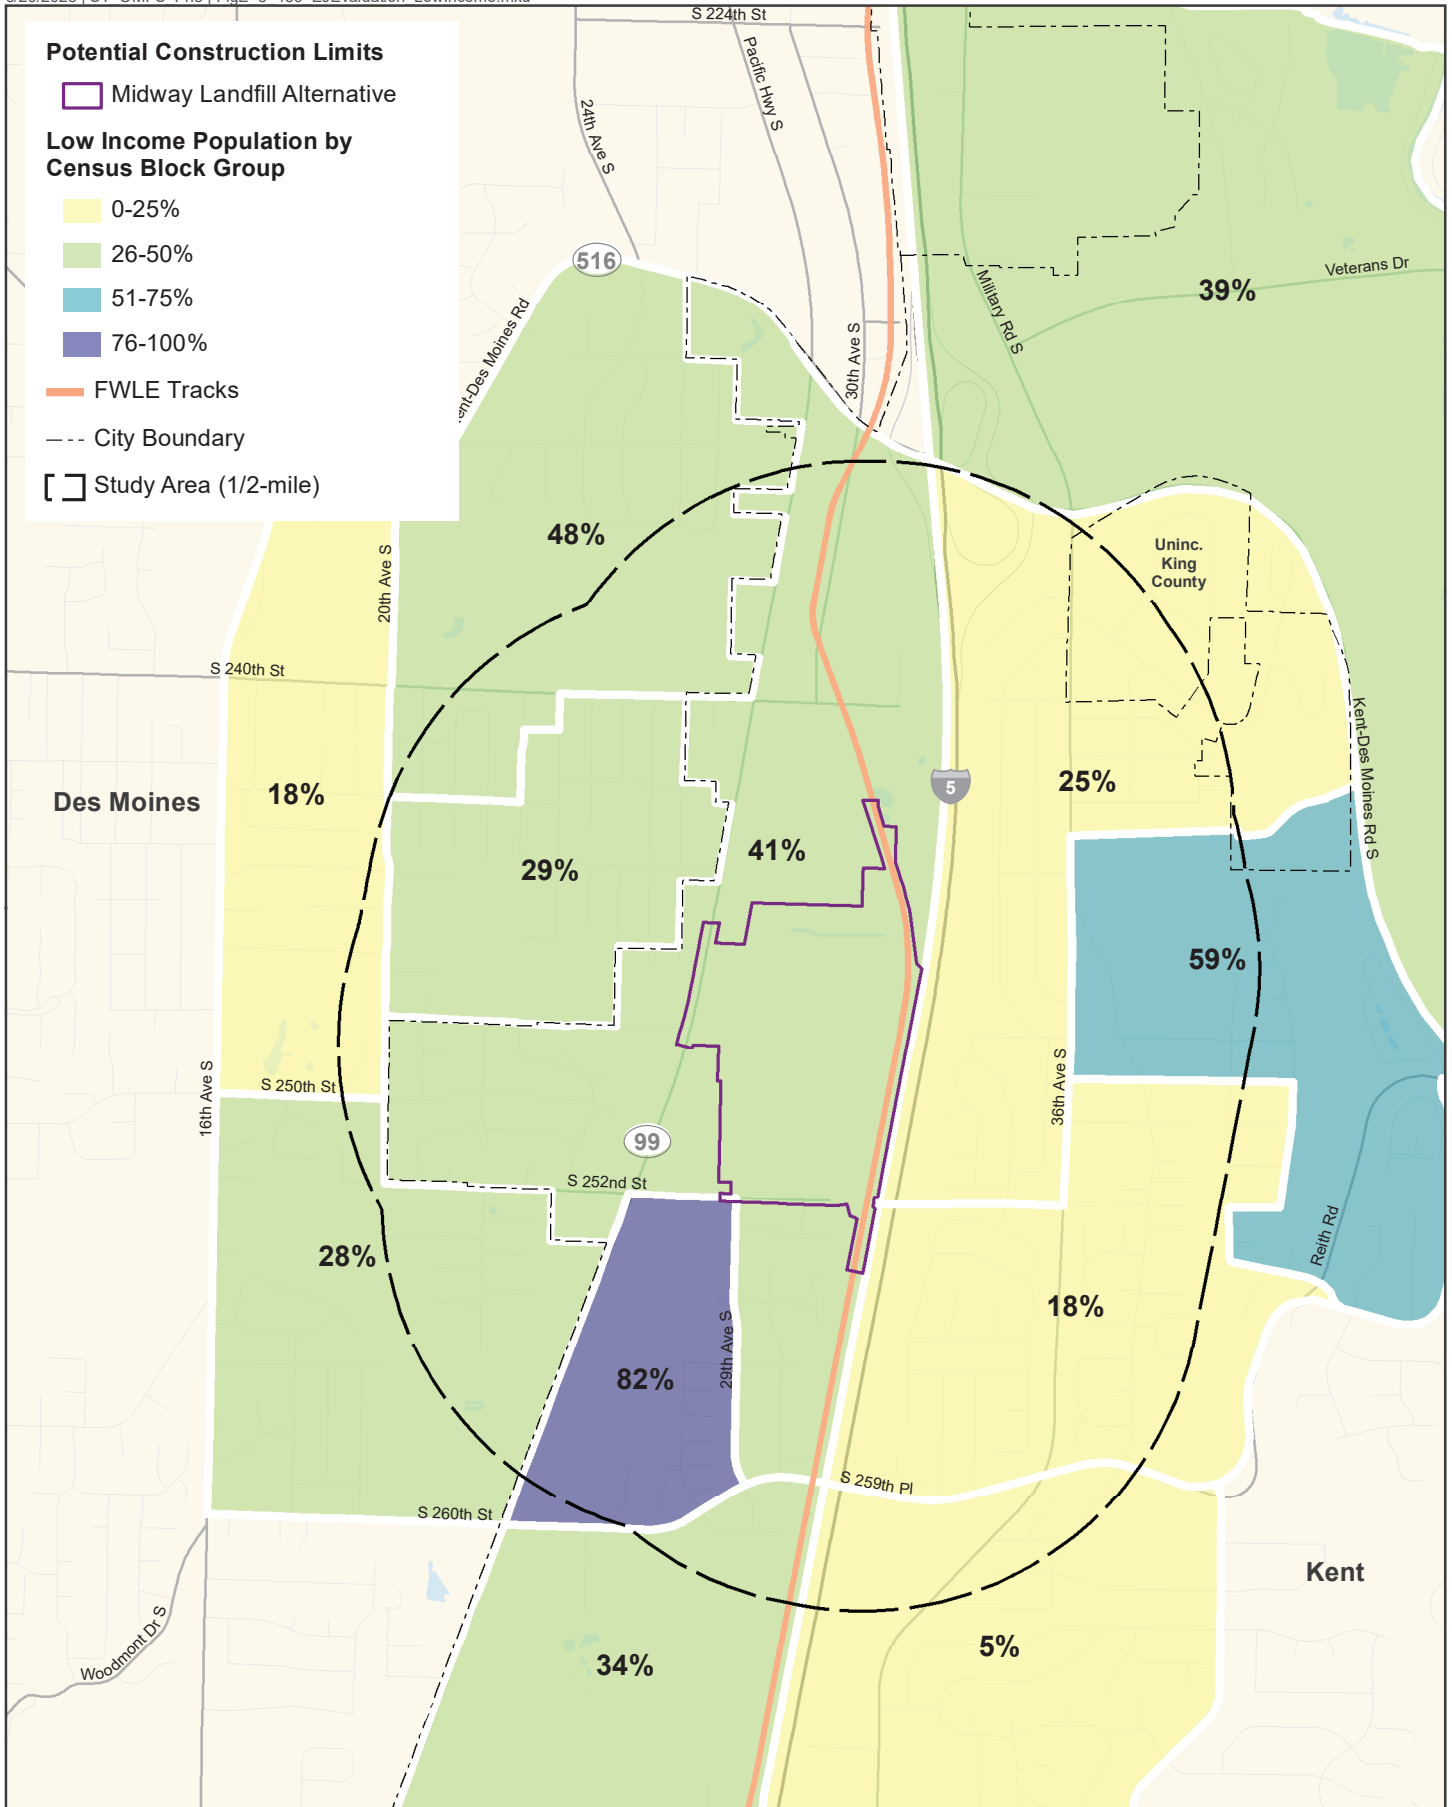 S 224th St
Potential Construction Limits
Midway Landfill Alternative
Low Income Population by
Census Block Group
0-25%
26-50%
51-75%
76-100%
FWLE Tracks
City Boundary
Study Area (1/2-mile)
24th Ave S
Pacific Hwy S
516
30th Ave S
Military Rd S
Veterans Dr
39%
ent-Des Moines Rd
48%
20th Ave S
Uninc.
King
County
S 240th St
Des Moines
18%
29%
41%
5
25%
Kent-Des Moines Rd S
59%
16th Ave S
S 250th St
36th Ave S
99
S 252nd St
28%
82%
29th Ave S
18%
Reith Rd
S 259th Pl
S 260th St
Woodmont Dr S
Kent
34%
5%